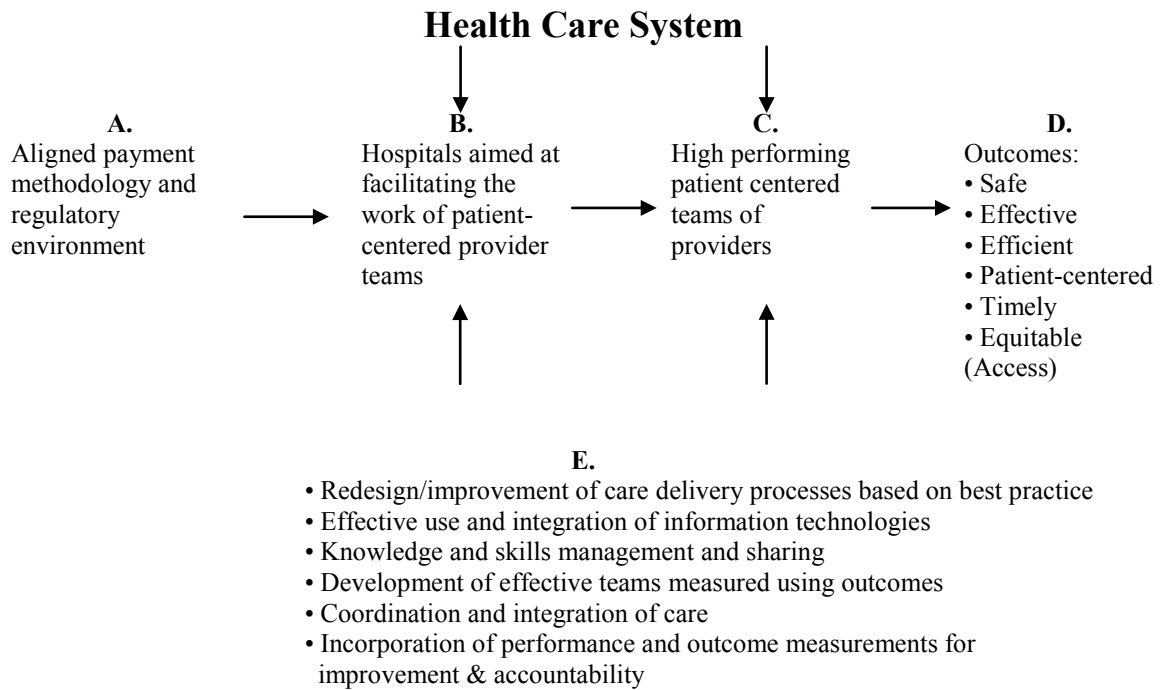 Health Care System
A.
Aligned payment
methodology and
regulatory
environment
B.
Hospitals aimed at
facilitating the
work of patient-
centered provider
teams
C.
High performing
patient centered
teams of
providers
D.
Outcomes:
• Safe
• Effective
• Efficient
• Patient-centered
• Timely
• Equitable
(Access)
E.
• Redesign/improvement of care delivery processes based on best practice
• Effective use and integration of information technologies
• Knowledge and skills management and sharing
• Development of effective teams measured using outcomes
• Coordination and integration of care
• Incorporation of performance and outcome measurements for
improvement & accountability